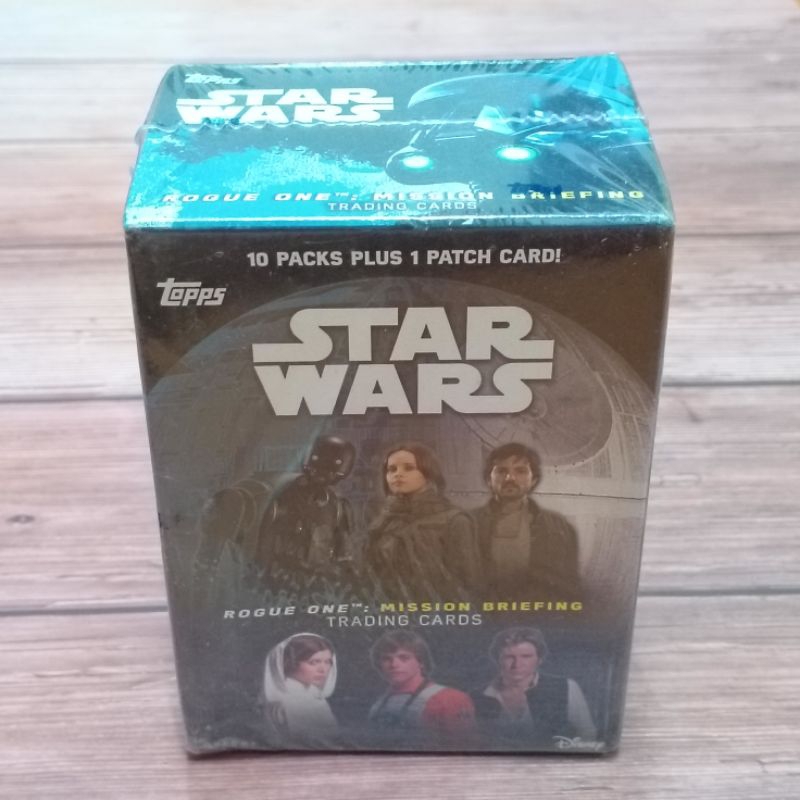 Topps
STAR
WARS
ROGUE ONE™: MISSION BRIEFING
TRADING CARDS
10 PACKS PLUS 1 PATCH CARD!
Topps
STAR
WARS
ROGUE ONE™: MISSION BRIEFING
TRADING CARDS
Disney